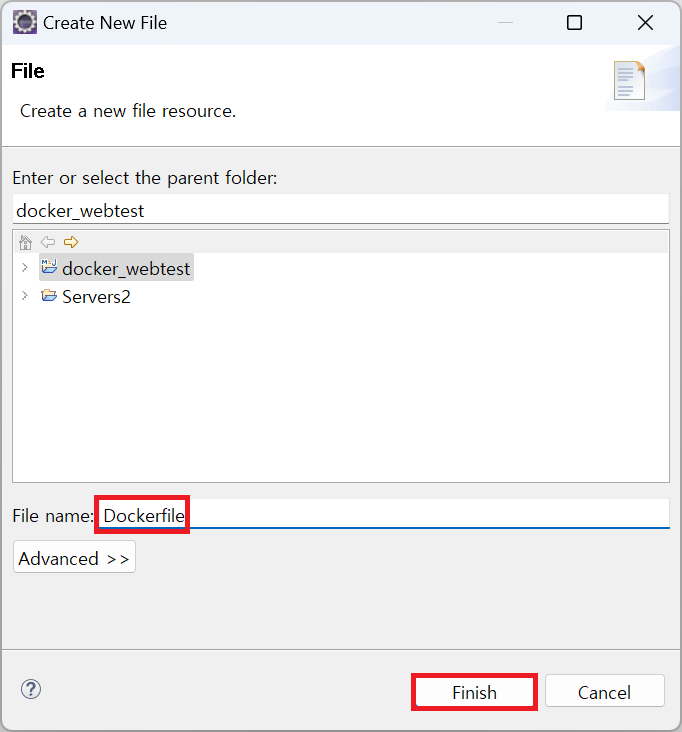 Create New File
File
Create a new file resource.
Enter or select the parent folder:
docker_webtest
docker_webtest
Servers2
File name: Dockerfile
Advanced >>
Finish
Cancel